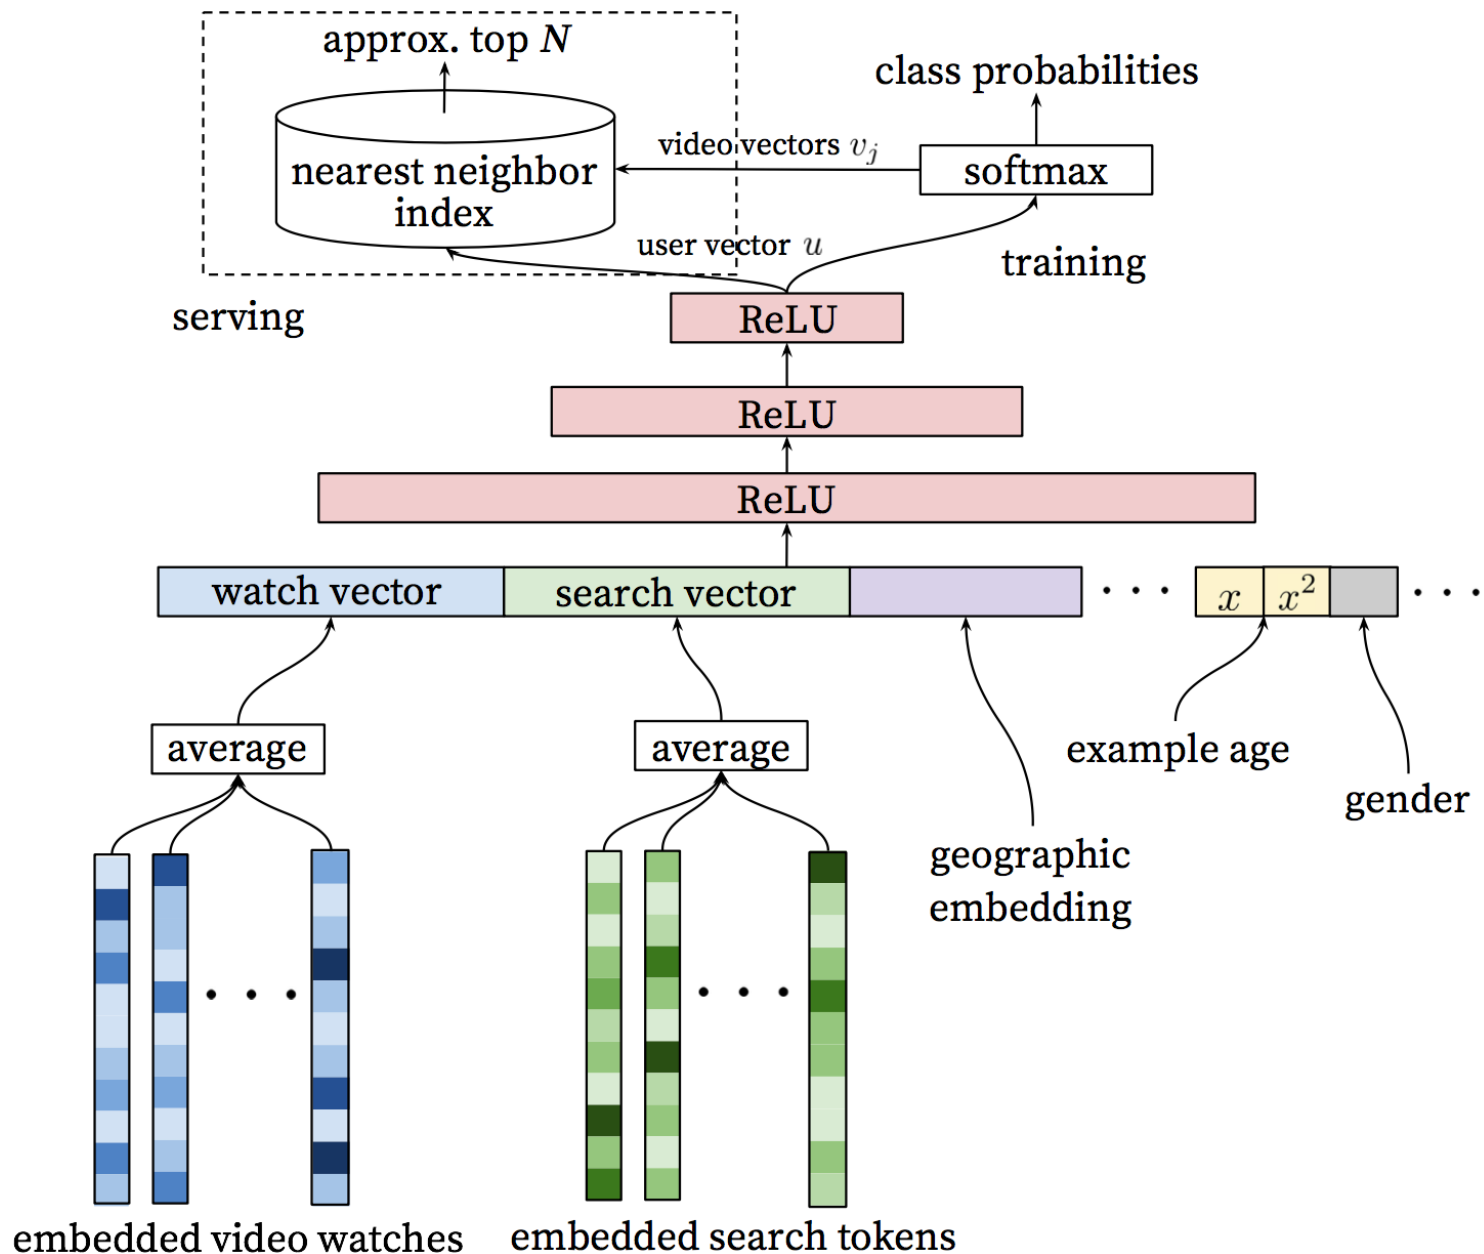 approx. top N
class probabilities
video vectors v_j
softmax
nearest neighbor
index
user vector u
training
serving
ReLU
ReLU
ReLU
watch vector
search vector
. . .
x
x²
. . .
average
average
example age
gender
geographic
embedding
. . .
. . .
embedded video watches
embedded search tokens